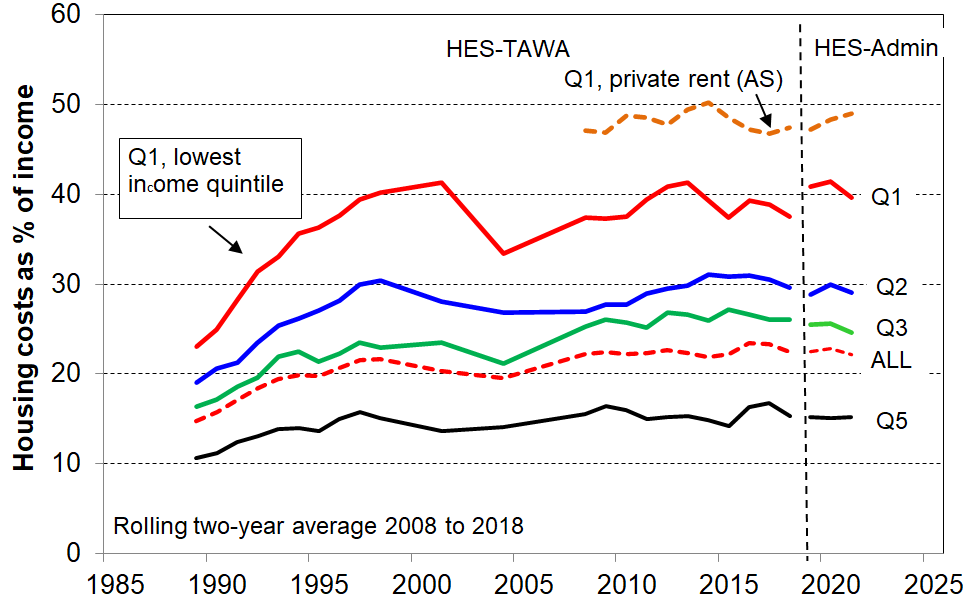 60
50
40
30
20
10
0
Housing costs as % of income
HES-TAWA
HES-Admin
Q1, private rent (AS)
Q1, lowest
income quintile
Q1
Q2
Q3
ALL
Q5
Rolling two-year average 2008 to 2018
1985 1990 1995 2000 2005 2010 2015 2020 2025